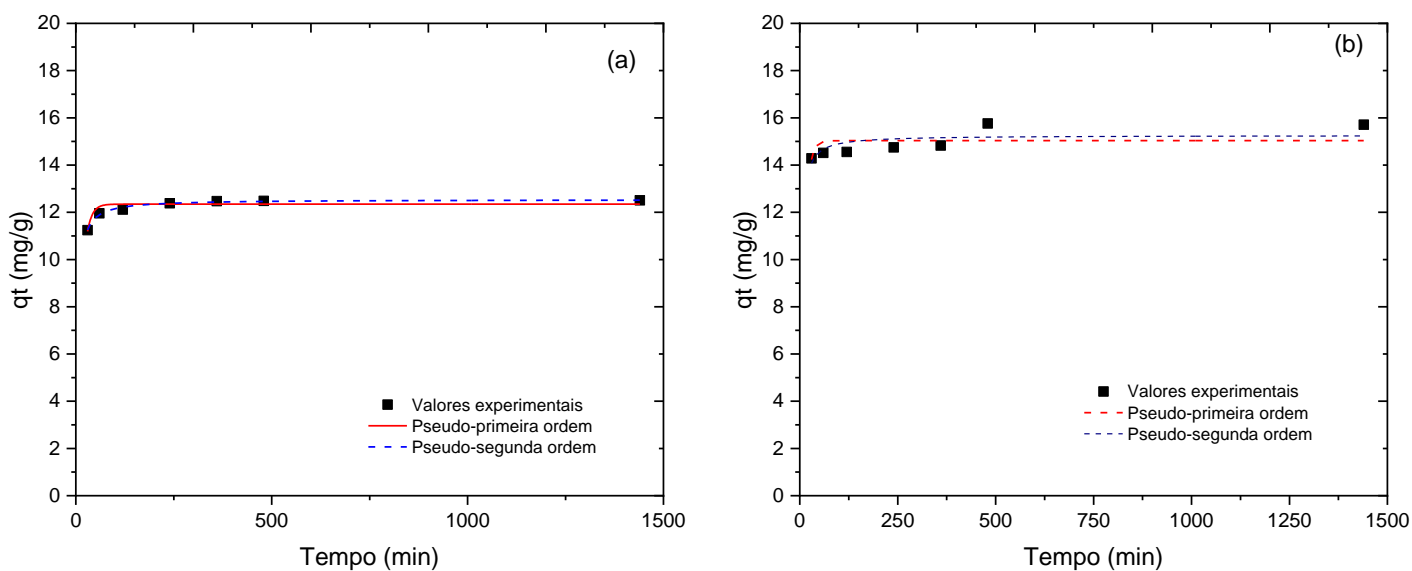 (a)
20
18
16
14
12
10
8
6
4
2
0
qt (mg/g)
Valores experimentais
Pseudo-primeira ordem
Pseudo-segunda ordem
0 500 1000 1500
Tempo (min)
(b)
20
18
16
14
12
10
8
6
4
2
0
qt (mg/g)
Valores experimentais
Pseudo-primeira ordem
Pseudo-segunda ordem
0 250 500 750 1000 1250 1500
Tempo (min)